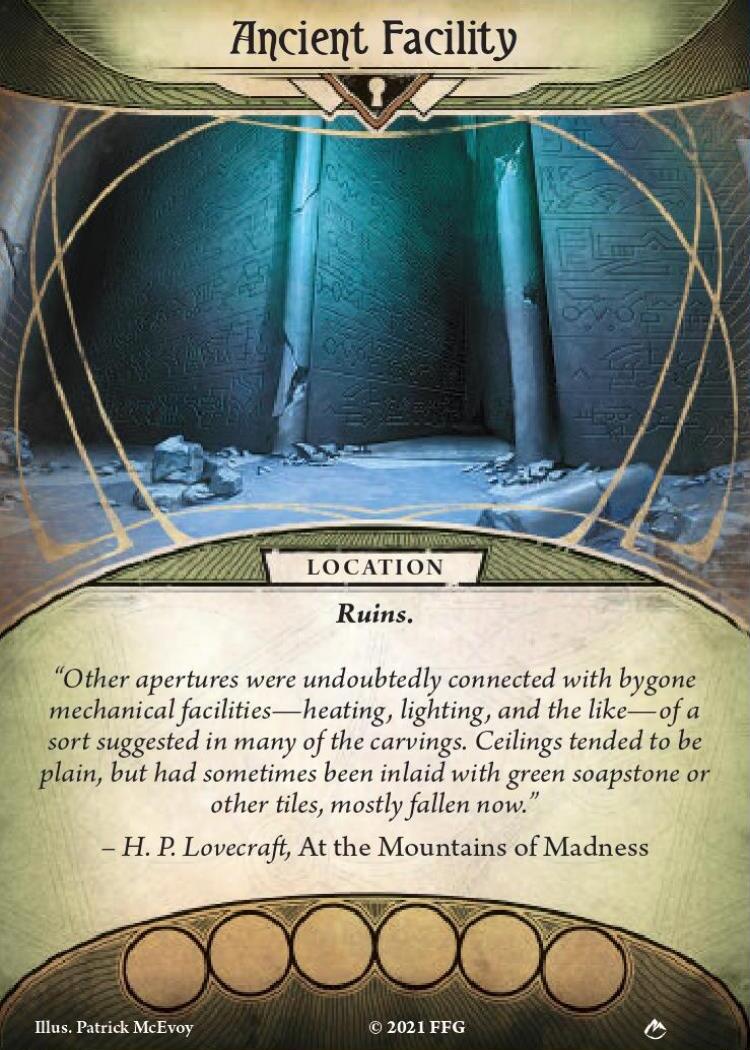 Ancient Facility
LOCATION
Ruins.
“Other apertures were undoubtedly connected with bygone
mechanical facilities—heating, lighting, and the like—of a
sort suggested in many of the carvings. Ceilings tended to be
plain, but had sometimes been inlaid with green soapstone or
other tiles, mostly fallen now.”
– H. P. Lovecraft, At the Mountains of Madness
Illus. Patrick McEvoy © 2021 FFG